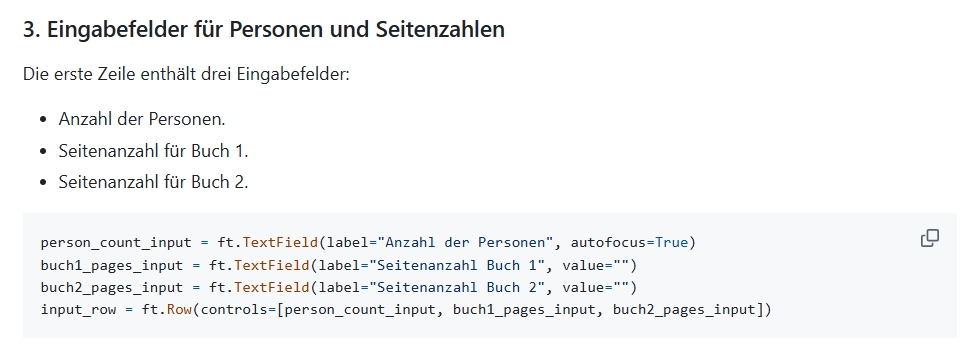 3. Eingabefelder für Personen und Seitenzahlen
Die erste Zeile enthält drei Eingabefelder:
• Anzahl der Personen.
• Seitenanzahl für Buch 1.
• Seitenanzahl für Buch 2.
person_count_input = ft.TextField(label="Anzahl der Personen", autofocus=True)
buch1_pages_input = ft.TextField(label="Seitenanzahl Buch 1", value="")
buch2_pages_input = ft.TextField(label="Seitenanzahl Buch 2", value="")
input_row = ft.Row(controls=[person_count_input, buch1_pages_input, buch2_pages_input])